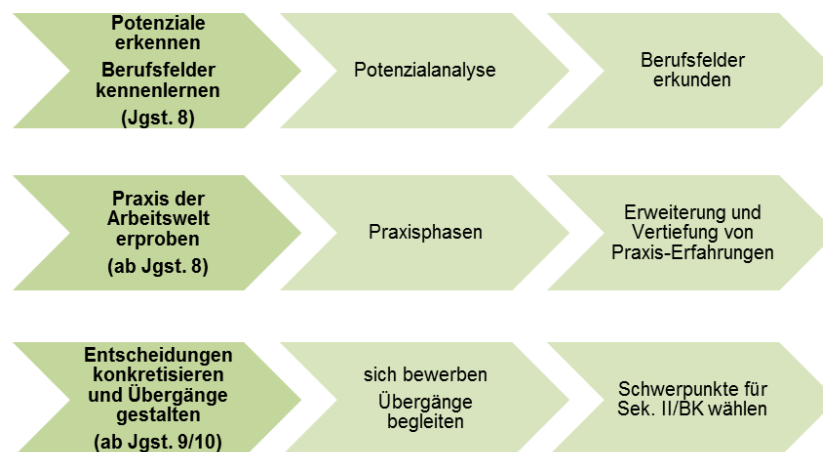 Potenziale
erkennen
Berufsfelder
kennenlernen
(Jgst. 8)
Potenzialanalyse
Berufsfelder
erkunden
Praxis der
Arbeitswelt
erproben
(ab Jgst. 8)
Praxisphasen
Erweiterung und
Vertiefung von
Praxis-Erfahrungen
Entscheidungen
konkretisieren
und Übergänge
gestalten
(ab Jgst. 9/10)
sich bewerben
Übergänge
begleiten
Schwerpunkte für
Sek. II/BK wählen